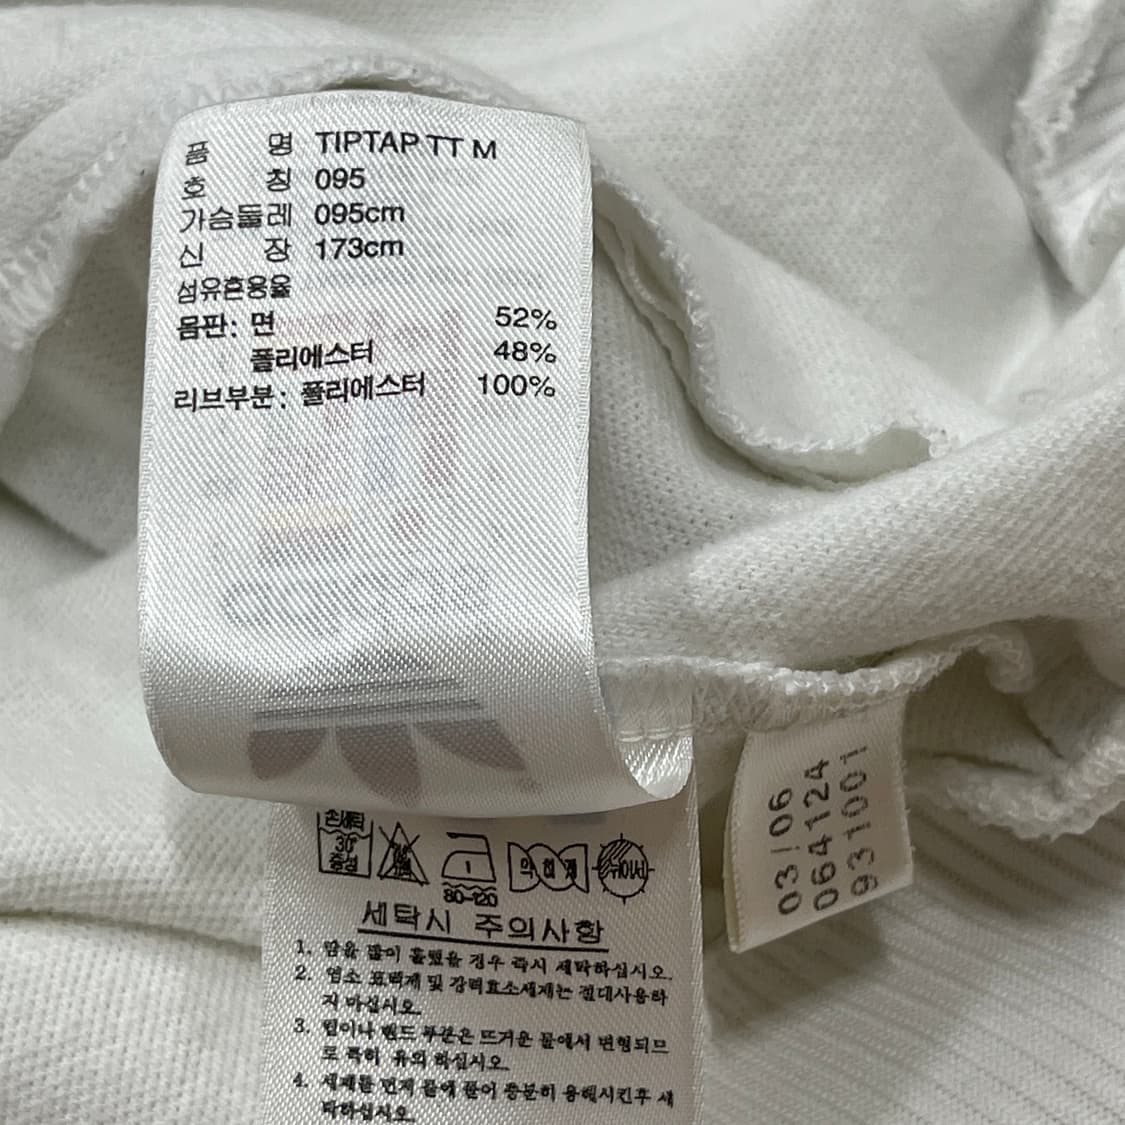 품 명 TIPTAP TT M
호 칭 095
가슴둘레 095cm
신 장 173cm
섬유혼용율
몸판: 면 52%
폴리에스터 48%
리브부분: 폴리에스터 100%
손세탁
30°
중성
1
80-120
세탁시 주의사항
1. 땀을 많이 흘렸을 경우 즉시 세탁하십시오.
2. 염소 표백제 및 강력효소세제는 절대사용하
지 마십시오.
3. 힙이나 밴드 부분은 뜨거운 물에서 변형되므
로 특히 유의 하십시오.
4. 세제를 먼저 물에 풀어 충분히 용해시킨후 세
탁하십시오.
03/06
064124
931001